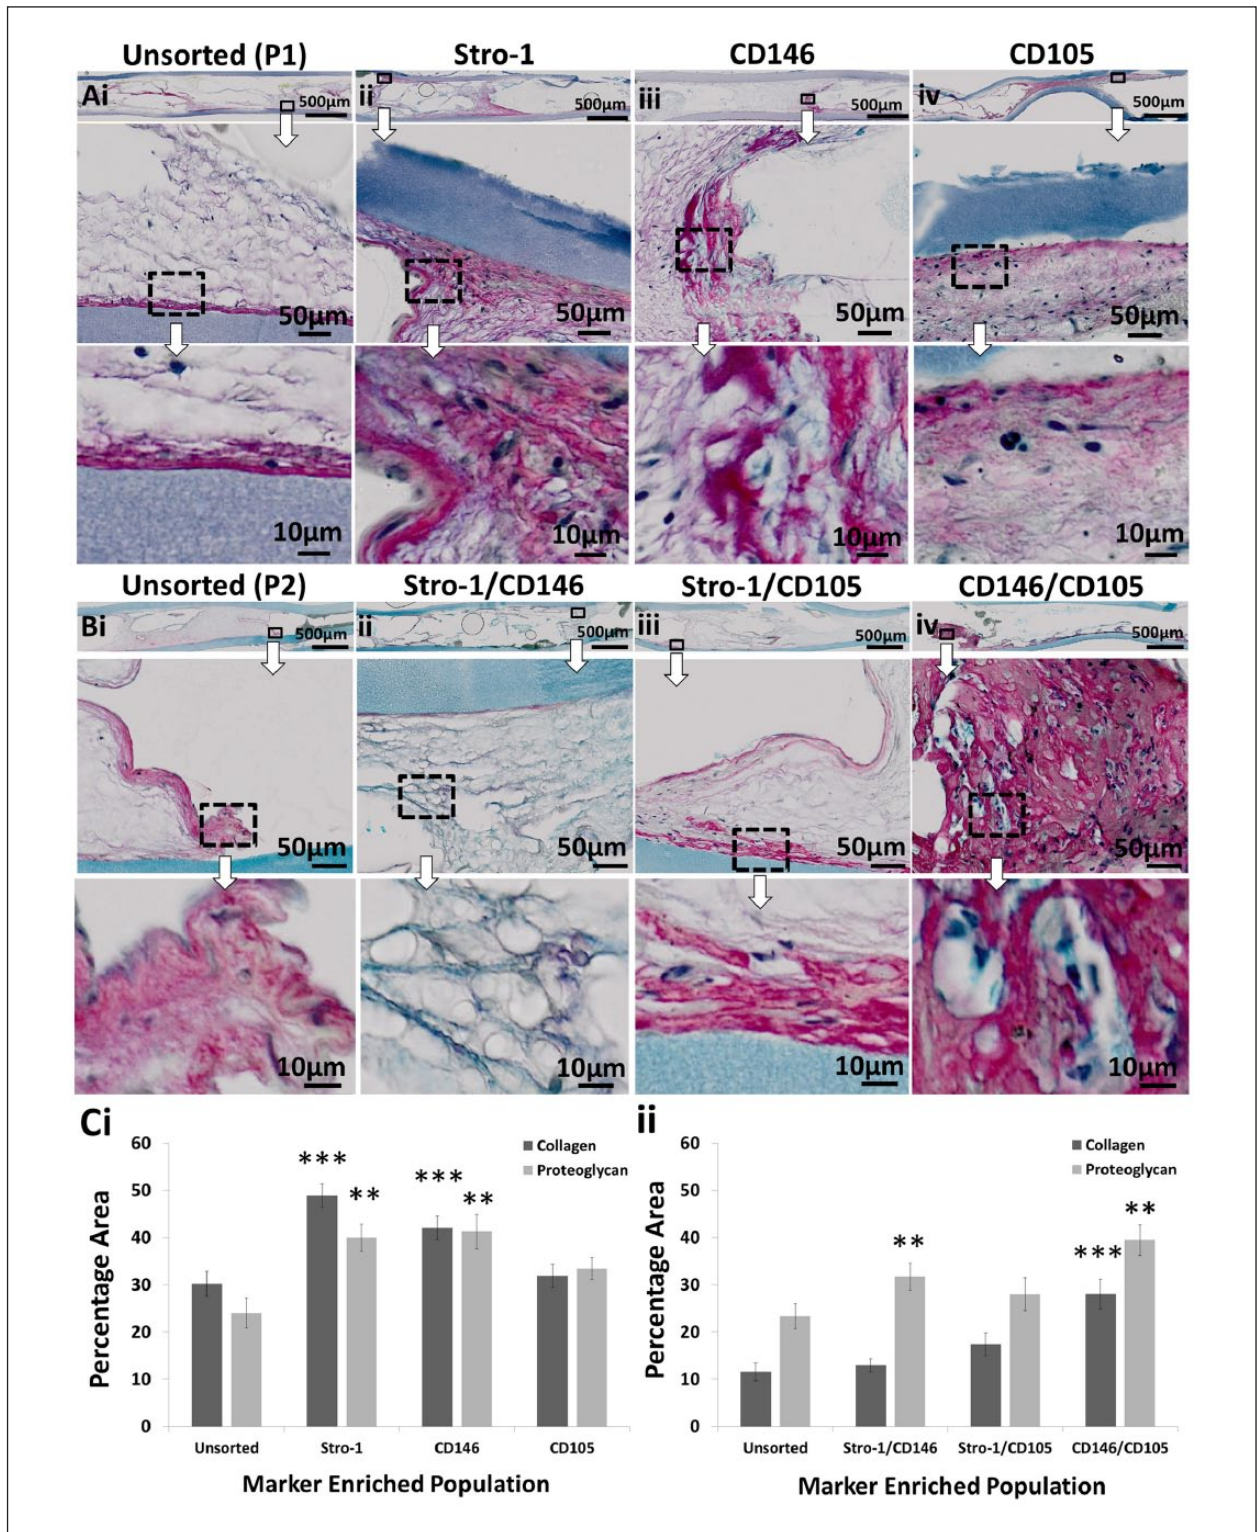 Unsorted (P1) Stro-1 CD146 CD105
Ai 500µm ii 500µm iii 500µm iv 500µm
50µm 50µm 50µm 50µm
10µm 10µm 10µm 10µm
Unsorted (P2) Stro-1/CD146 Stro-1/CD105 CD146/CD105
Bi 500µm ii 500µm iii 500µm iv 500µm
50µm 50µm 50µm 50µm
10µm 10µm 10µm 10µm
Ci
Percentage Area
60
50
40
30
20
10
0
Collagen
Proteoglycan
*** ** *** **
Unsorted Stro-1 CD146 CD105
Marker Enriched Population
ii
Percentage Area
60
50
40
30
20
10
0
Collagen
Proteoglycan
** *** **
Unsorted Stro-1/CD146 Stro-1/CD105 CD146/CD105
Marker Enriched Population